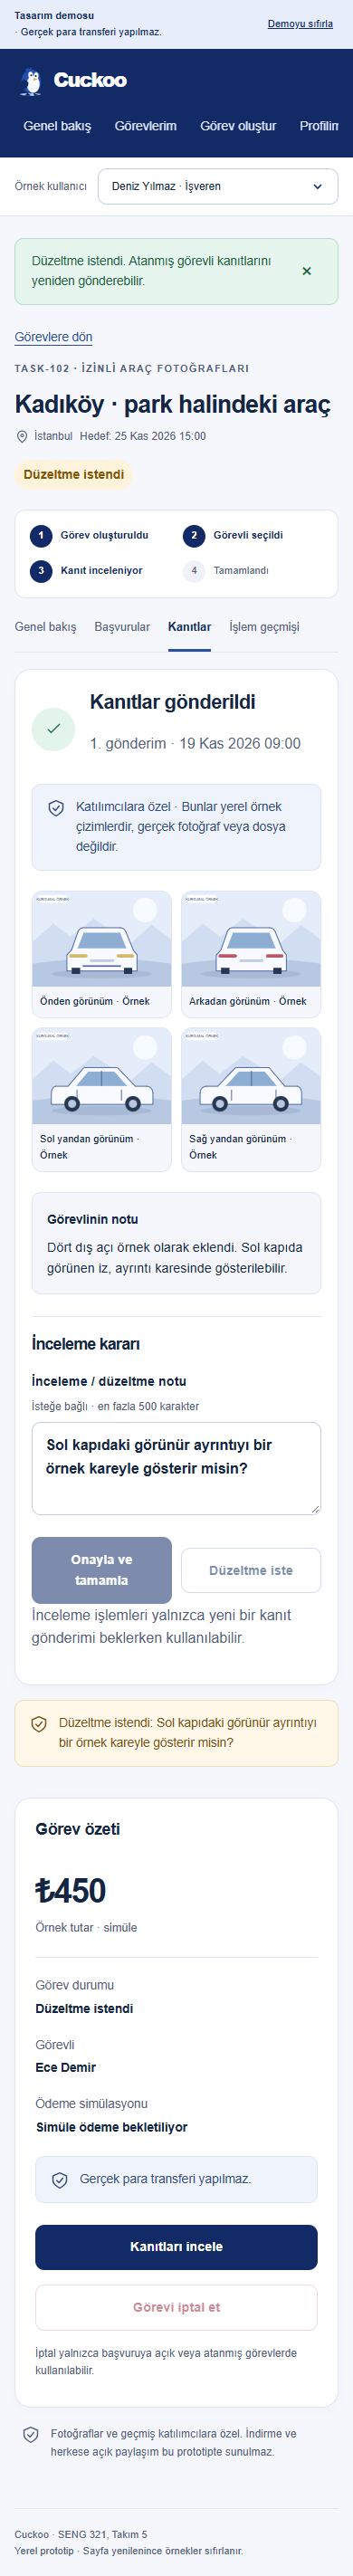 Tasarım demosu
· Gerçek para transferi yapılmaz.
Demoyu sıfırla
Cuckoo
Genel bakış Görevlerim Görev oluştur Profilim
Örnek kullanıcı Deniz Yılmaz · İşveren
Düzeltme istendi. Atanmış görevli kanıtlarını
yeniden gönderebilir.
Görevlere dön
TASK-102 · İZİNLİ ARAÇ FOTOĞRAFLARI
Kadıköy · park halindeki araç
İstanbul Hedef: 25 Kas 2026 15:00
Düzeltme istendi
1 Görev oluşturuldu 2 Görevli seçildi
3 Kanıt inceleniyor 4 Tamamlandı
Genel bakış Başvurular Kanıtlar İşlem geçmişi
Kanıtlar gönderildi
1. gönderim · 19 Kas 2026 09:00
Katılımcılara özel · Bunlar yerel örnek
çizimlerdir, gerçek fotoğraf veya dosya
değildir.
Önden görünüm · Örnek
Arkadan görünüm · Örnek
Sol yandan görünüm ·
Örnek
Sağ yandan görünüm ·
Örnek
Görevlinin notu
Dört dış açı örnek olarak eklendi. Sol kapıda
görünen iz, ayrıntı karesinde gösterilebilir.
İnceleme kararı
İnceleme / düzeltme notu
İsteğe bağlı · en fazla 500 karakter
Sol kapıdaki görünür ayrıntıyı bir
örnek kareyle gösterir misin?
Onayla ve
tamamla
Düzeltme iste
İnceleme işlemleri yalnızca yeni bir kanıt
gönderimi beklerken kullanılabilir.
Düzeltme istendi: Sol kapıdaki görünür ayrıntıyı
bir örnek kareyle gösterir misin?
Görev özeti
₺450
Örnek tutar · simüle
Görev durumu
Düzeltme istendi
Görevli
Ece Demir
Ödeme simülasyonu
Simüle ödeme bekletiliyor
Gerçek para transferi yapılmaz.
Kanıtları incele
Görevi iptal et
İptal yalnızca başvuruya açık veya atanmış görevlerde
kullanılabilir.
Fotoğraflar ve geçmiş katılımcılara özel. İndirme ve
herkese açık paylaşım bu prototipte sunulmaz.
Cuckoo · SENG 321, Takım 5
Yerel prototip · Sayfa yenilenince örnekler sıfırlanır.